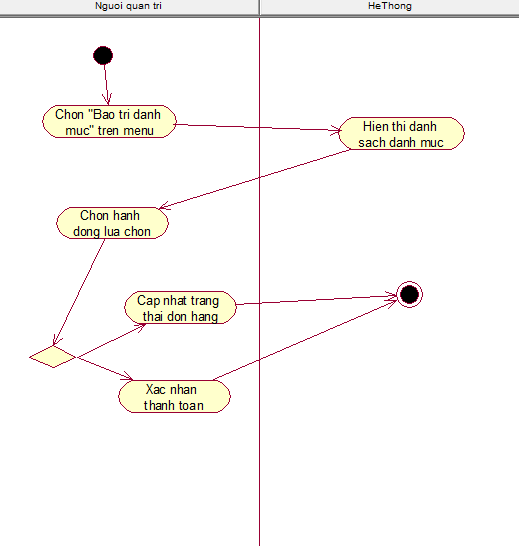 Nguoi quan tri
HeThong
Chon "Bao tri danh
muc" tren menu
Hien thi danh
sach danh muc
Chon hanh
dong lua chon
Cap nhat trang
thai don hang
Xac nhan
thanh toan